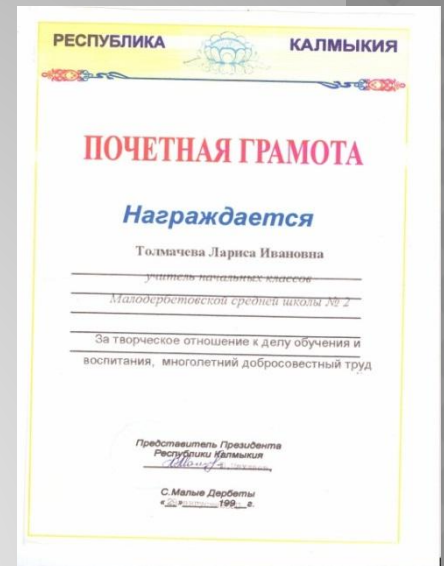 РЕСПУБЛИКА КАЛМЫКИЯ
ПОЧЕТНАЯ ГРАМОТА
Награждается
Толмачева Лариса Ивановна
учитель начальных классов
Малодербетовской средней школы № 2
За творческое отношение к делу обучения и
воспитания, многолетний добросовестный труд
Представитель Президента
Республики Калмыкия
С.Малые Дербеты
199 г.